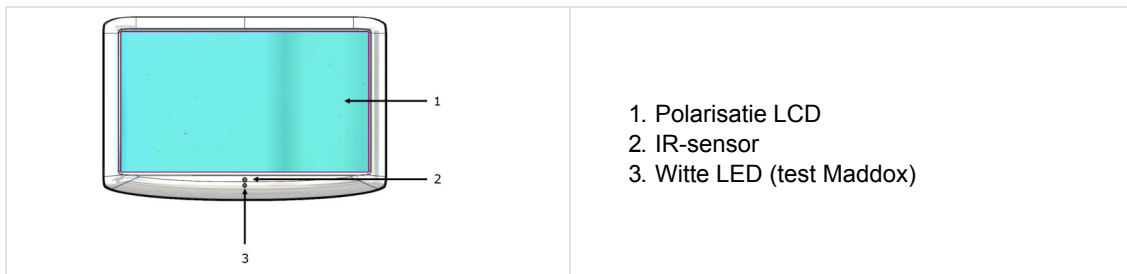 1
2
3
1. Polarisatie LCD
2. IR-sensor
3. Witte LED (test Maddox)